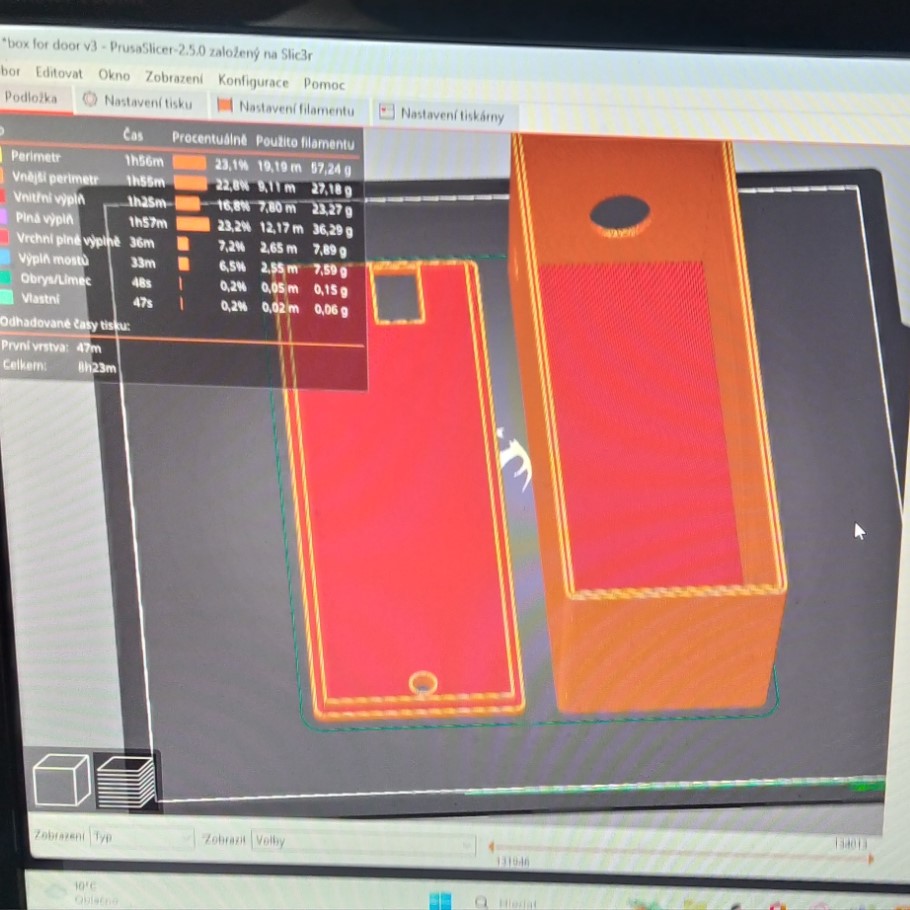 *box for door v3 - PrusaSlicer-2.5.0 založený na Slic3r
bor Editovat Okno Zobrazení Konfigurace Pomoc
Podložka Nastavení tisku Nastavení filamentu Nastavení tiskárny
Čas Procentuálně Použito filamentu
Perimetr 1h56m 23,1% 19,19 m 57,24 g
Vnější perimetr 1h55m 22,8% 9,11 m 27,18 g
Vnitřní výplň 1h25m 16,8% 7,80 m 23,27 g
Plná výplň 1h57m 23,2% 12,17 m 36,29 g
Vrchní plné výplně 36m 7,2% 2,65 m 7,89 g
Výplň mostů 33m 6,5% 2,55 m 7,59 g
Obrys/Límec 48s 0,2% 0,05 m 0,15 g
Vlastní 47s 0,2% 0,02 m 0,06 g
Odhadované časy tisku:
První vrstva: 47m
Celkem: 8h23m
Zobrazení Typ Zobrazit Volby
134013
131946
10°C
Oblačno
Hledat